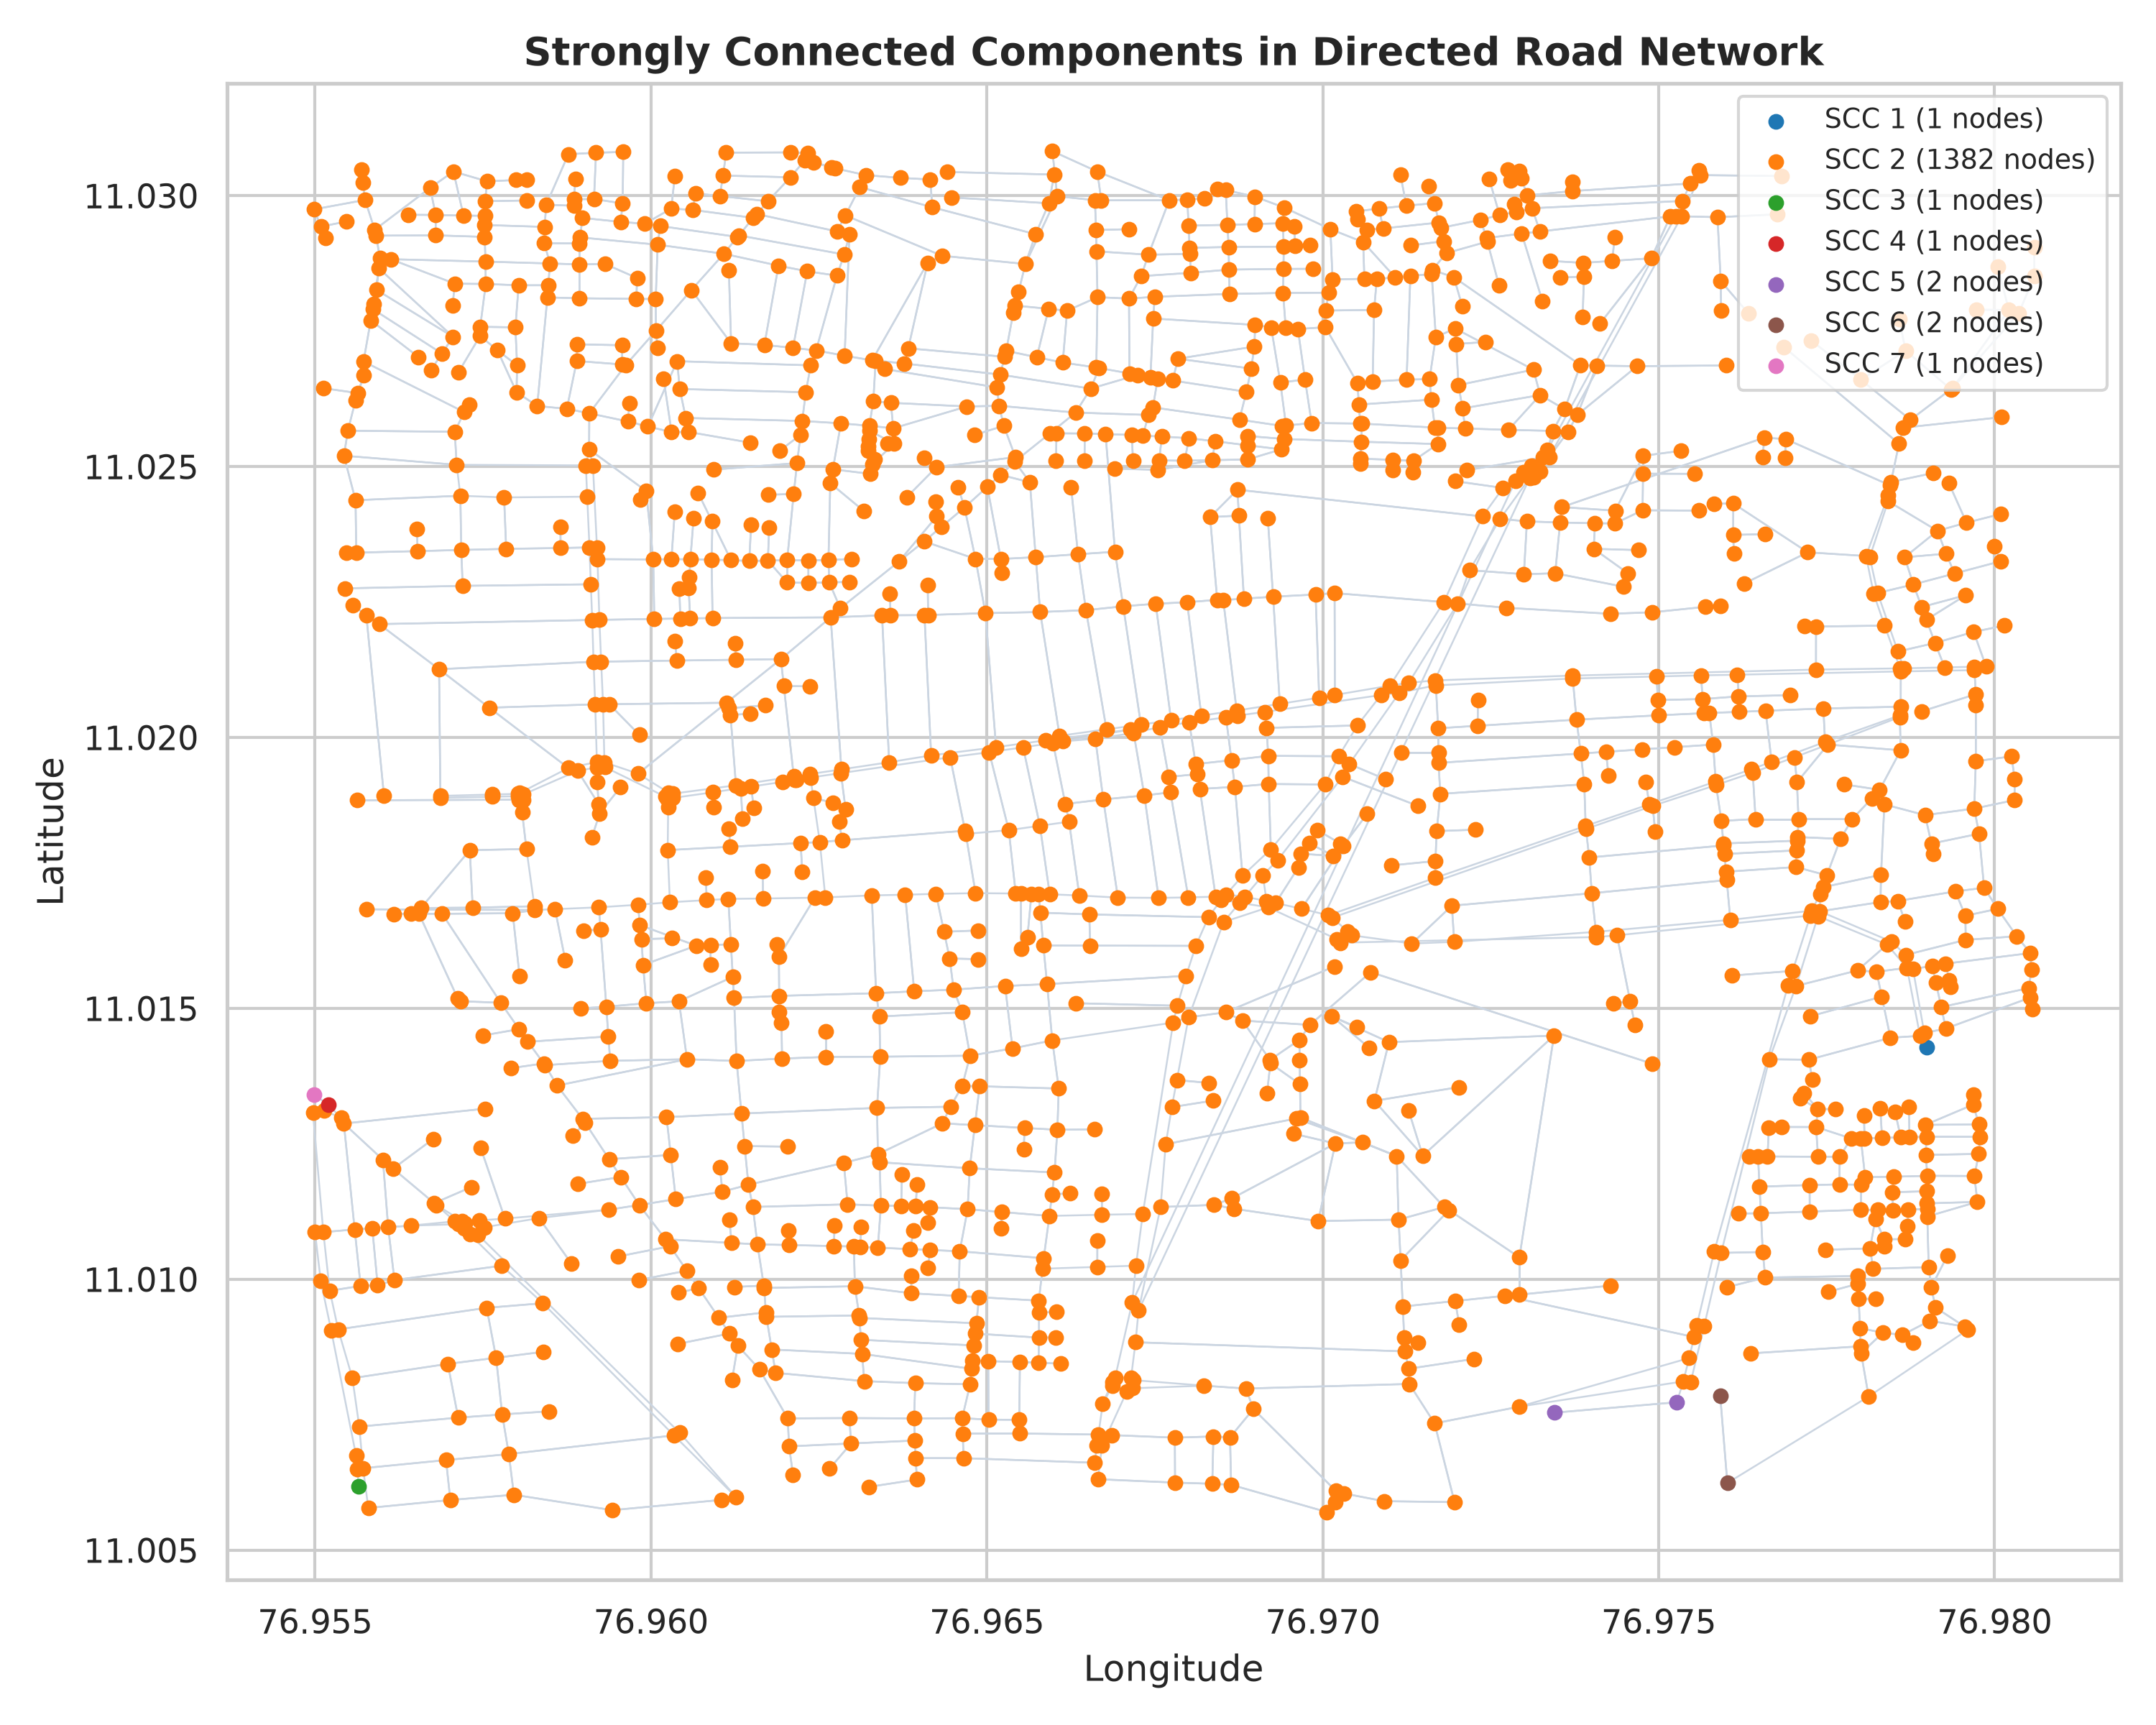 Strongly Connected Components in Directed Road Network
SCC 1 (1 nodes)
SCC 2 (1382 nodes)
SCC 3 (1 nodes)
SCC 4 (1 nodes)
SCC 5 (2 nodes)
SCC 6 (2 nodes)
SCC 7 (1 nodes)
11.030
11.025
11.020
11.015
11.010
11.005
Latitude
76.955 76.960 76.965 76.970 76.975 76.980
Longitude